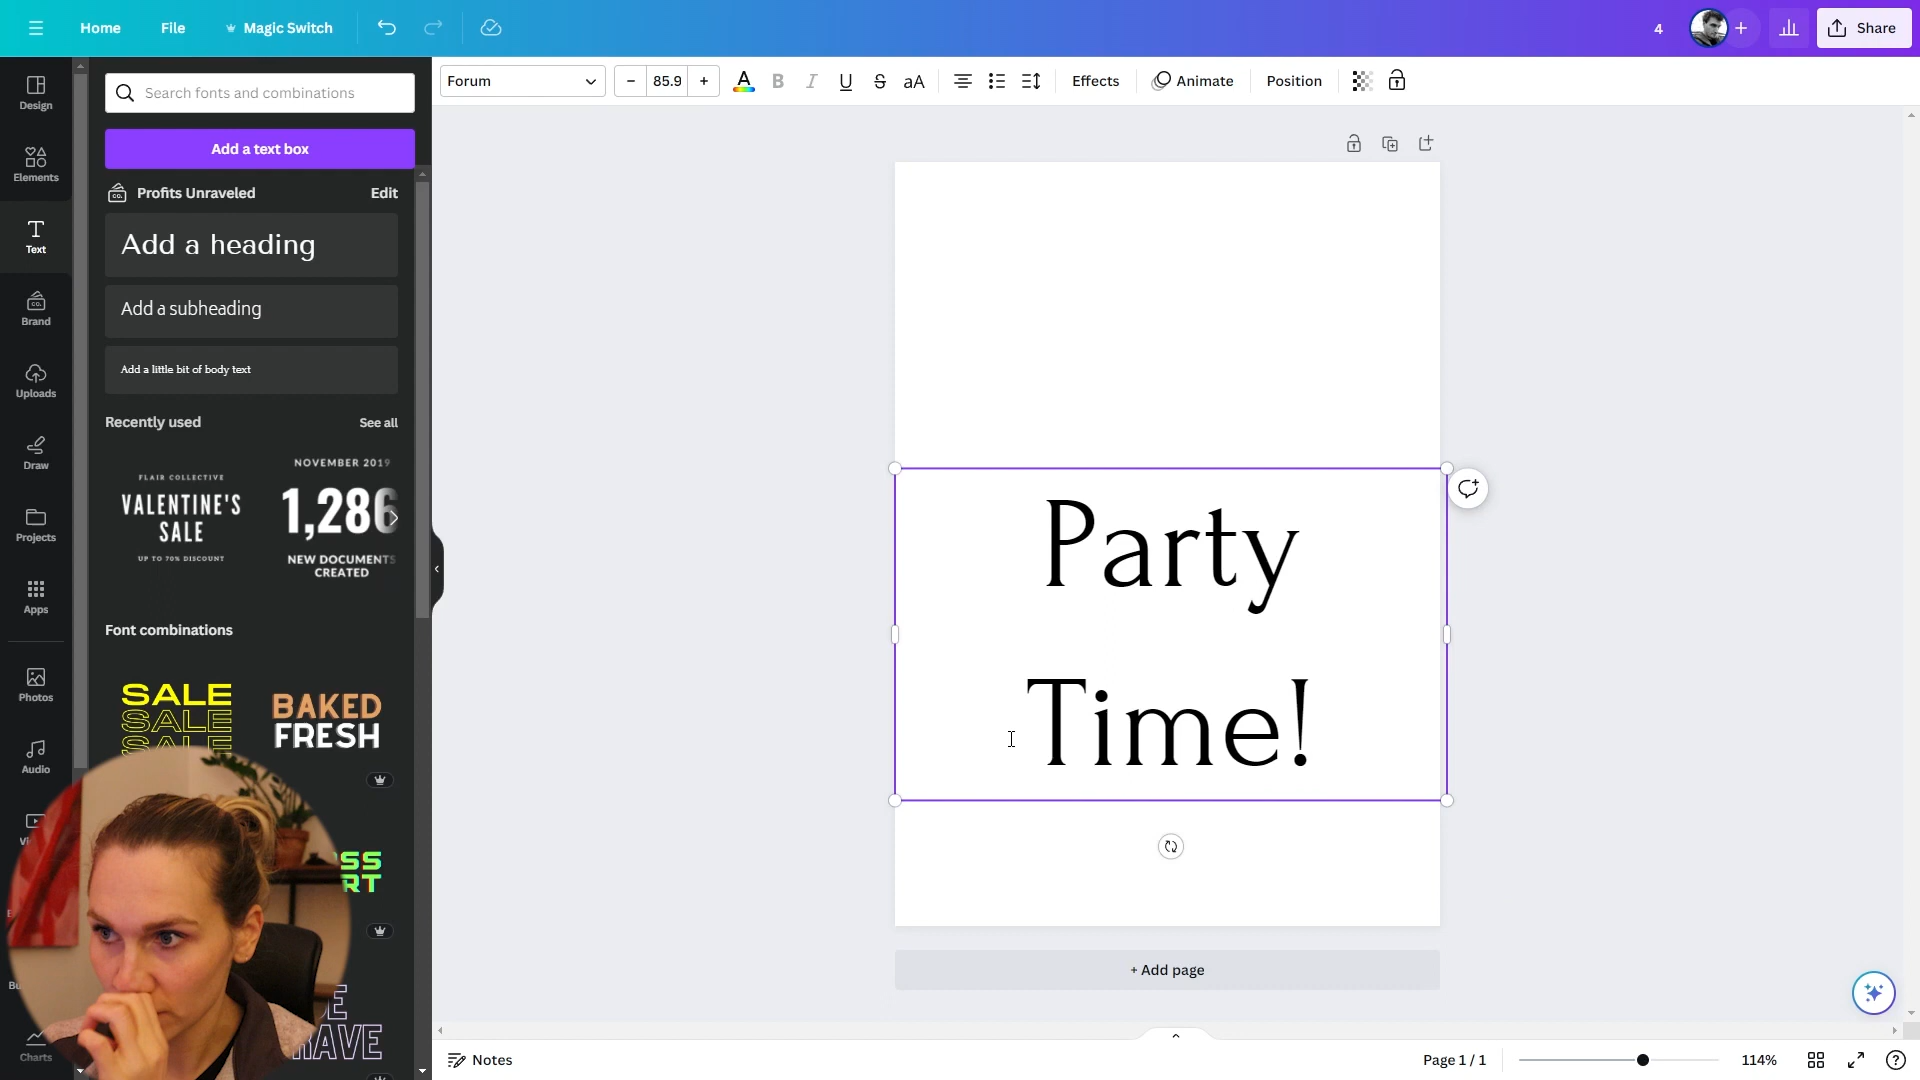 Home File Magic Switch 4 Share
Forum - 85.9 + A B I U S aA Effects Animate Position
Design
Elements
Text
Brand
Uploads
Draw
Projects
Apps
Photos
Audio
Charts
Search fonts and combinations
Add a text box
Profits Unraveled Edit
Add a heading
Add a subheading
Add a little bit of body text
Recently used See all
FLAIR COLLECTIVE
VALENTINE'S
SALE
UP TO 70% DISCOUNT
NOVEMBER 2019
1,286
NEW DOCUMENTS
CREATED
Font combinations
SALE
SALE
SALE
BAKED
FRESH
Party
Time!
+ Add page
Notes
Page 1 / 1 114%